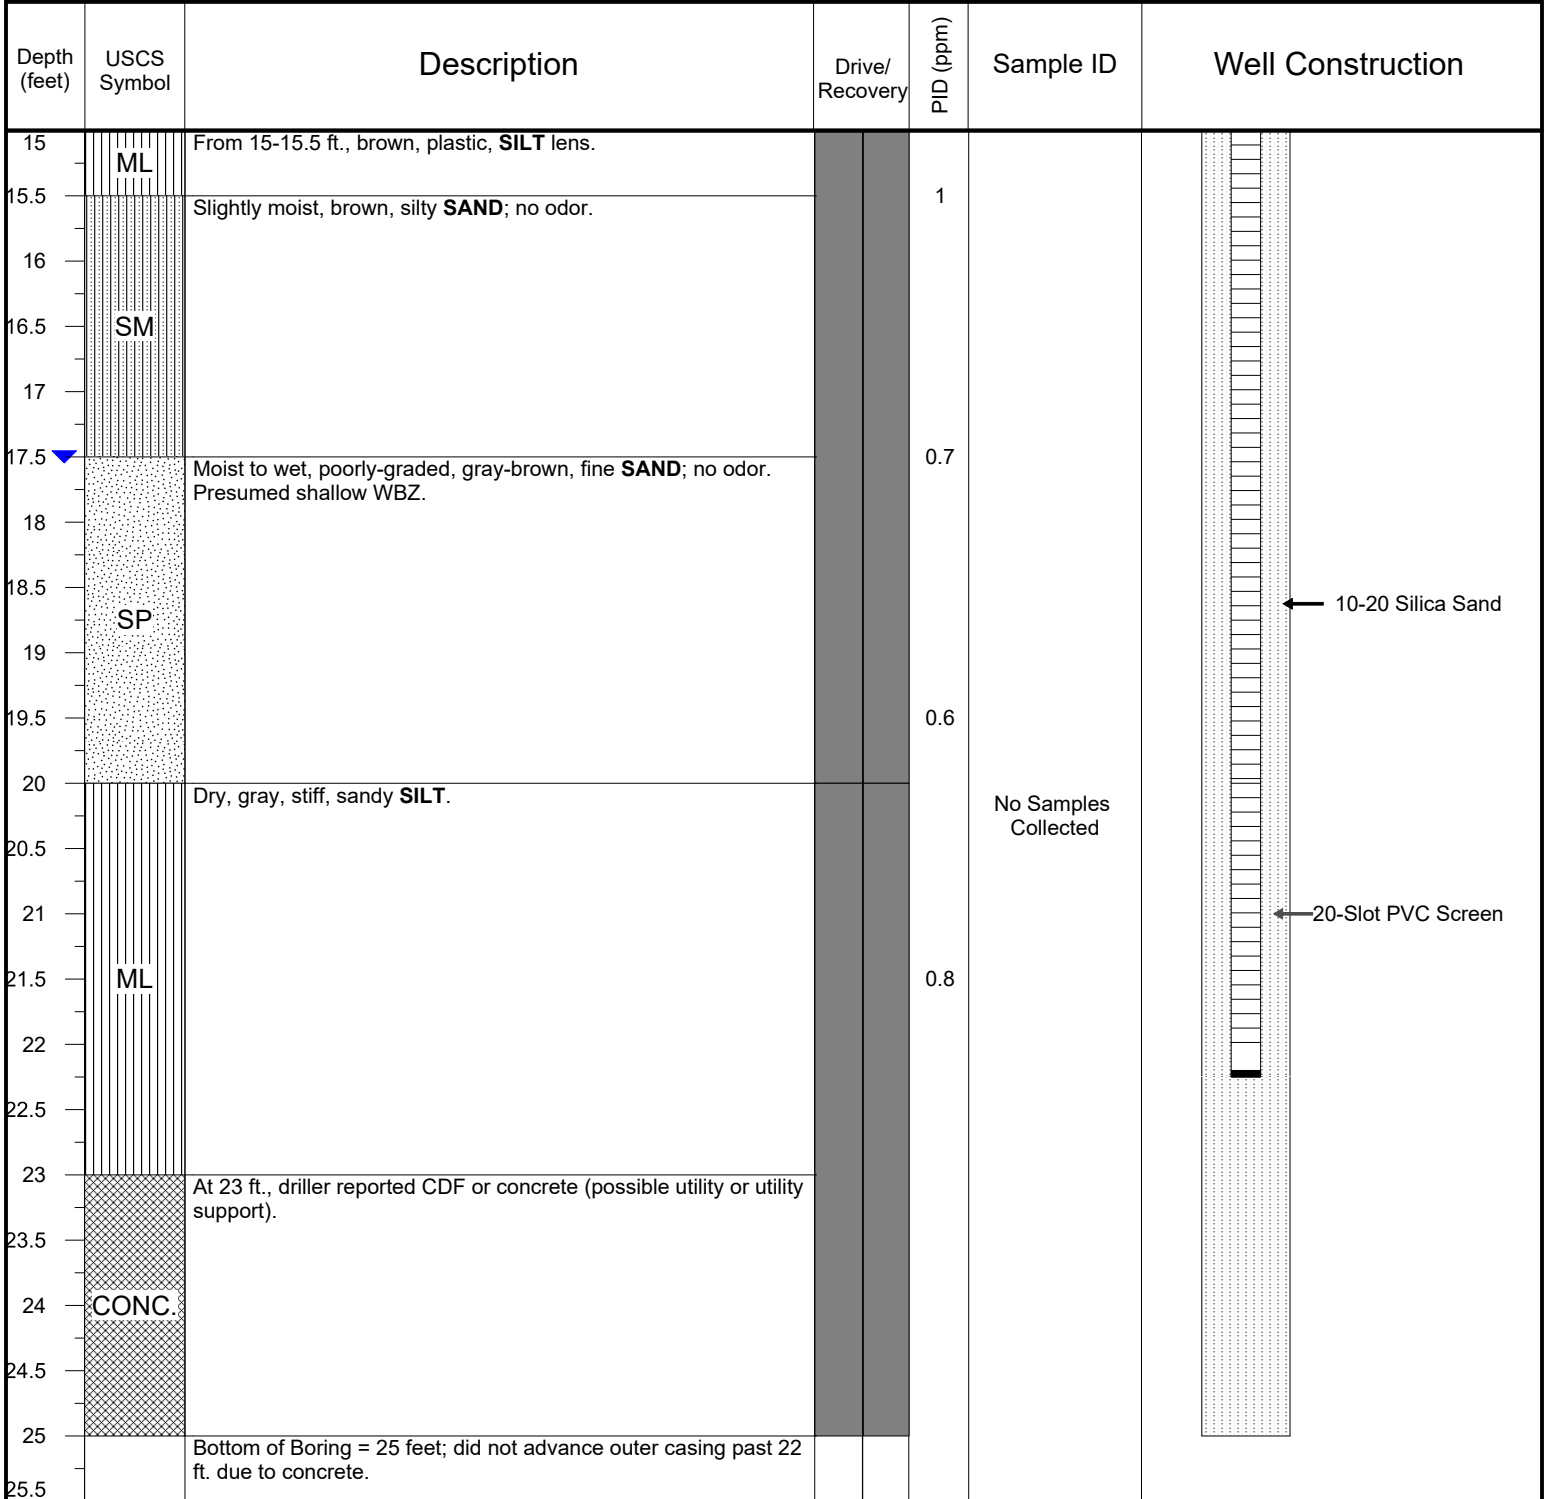 Depth
(feet)
USCS
Symbol
Description
Drive/
Recovery
PID (ppm)
Sample ID
Well Construction
15
ML
From 15-15.5 ft., brown, plastic, SILT lens.
15.5
Slightly moist, brown, silty SAND; no odor.
1
16
16.5
SM
17
17.5
Moist to wet, poorly-graded, gray-brown, fine SAND; no odor.
Presumed shallow WBZ.
0.7
18
18.5
SP
10-20 Silica Sand
19
19.5
0.6
20
Dry, gray, stiff, sandy SILT.
No Samples
Collected
20.5
21
20-Slot PVC Screen
21.5
ML
0.8
22
22.5
23
At 23 ft., driller reported CDF or concrete (possible utility or utility
support).
23.5
24
CONC.
24.5
25
Bottom of Boring = 25 feet; did not advance outer casing past 22
ft. due to concrete.
25.5